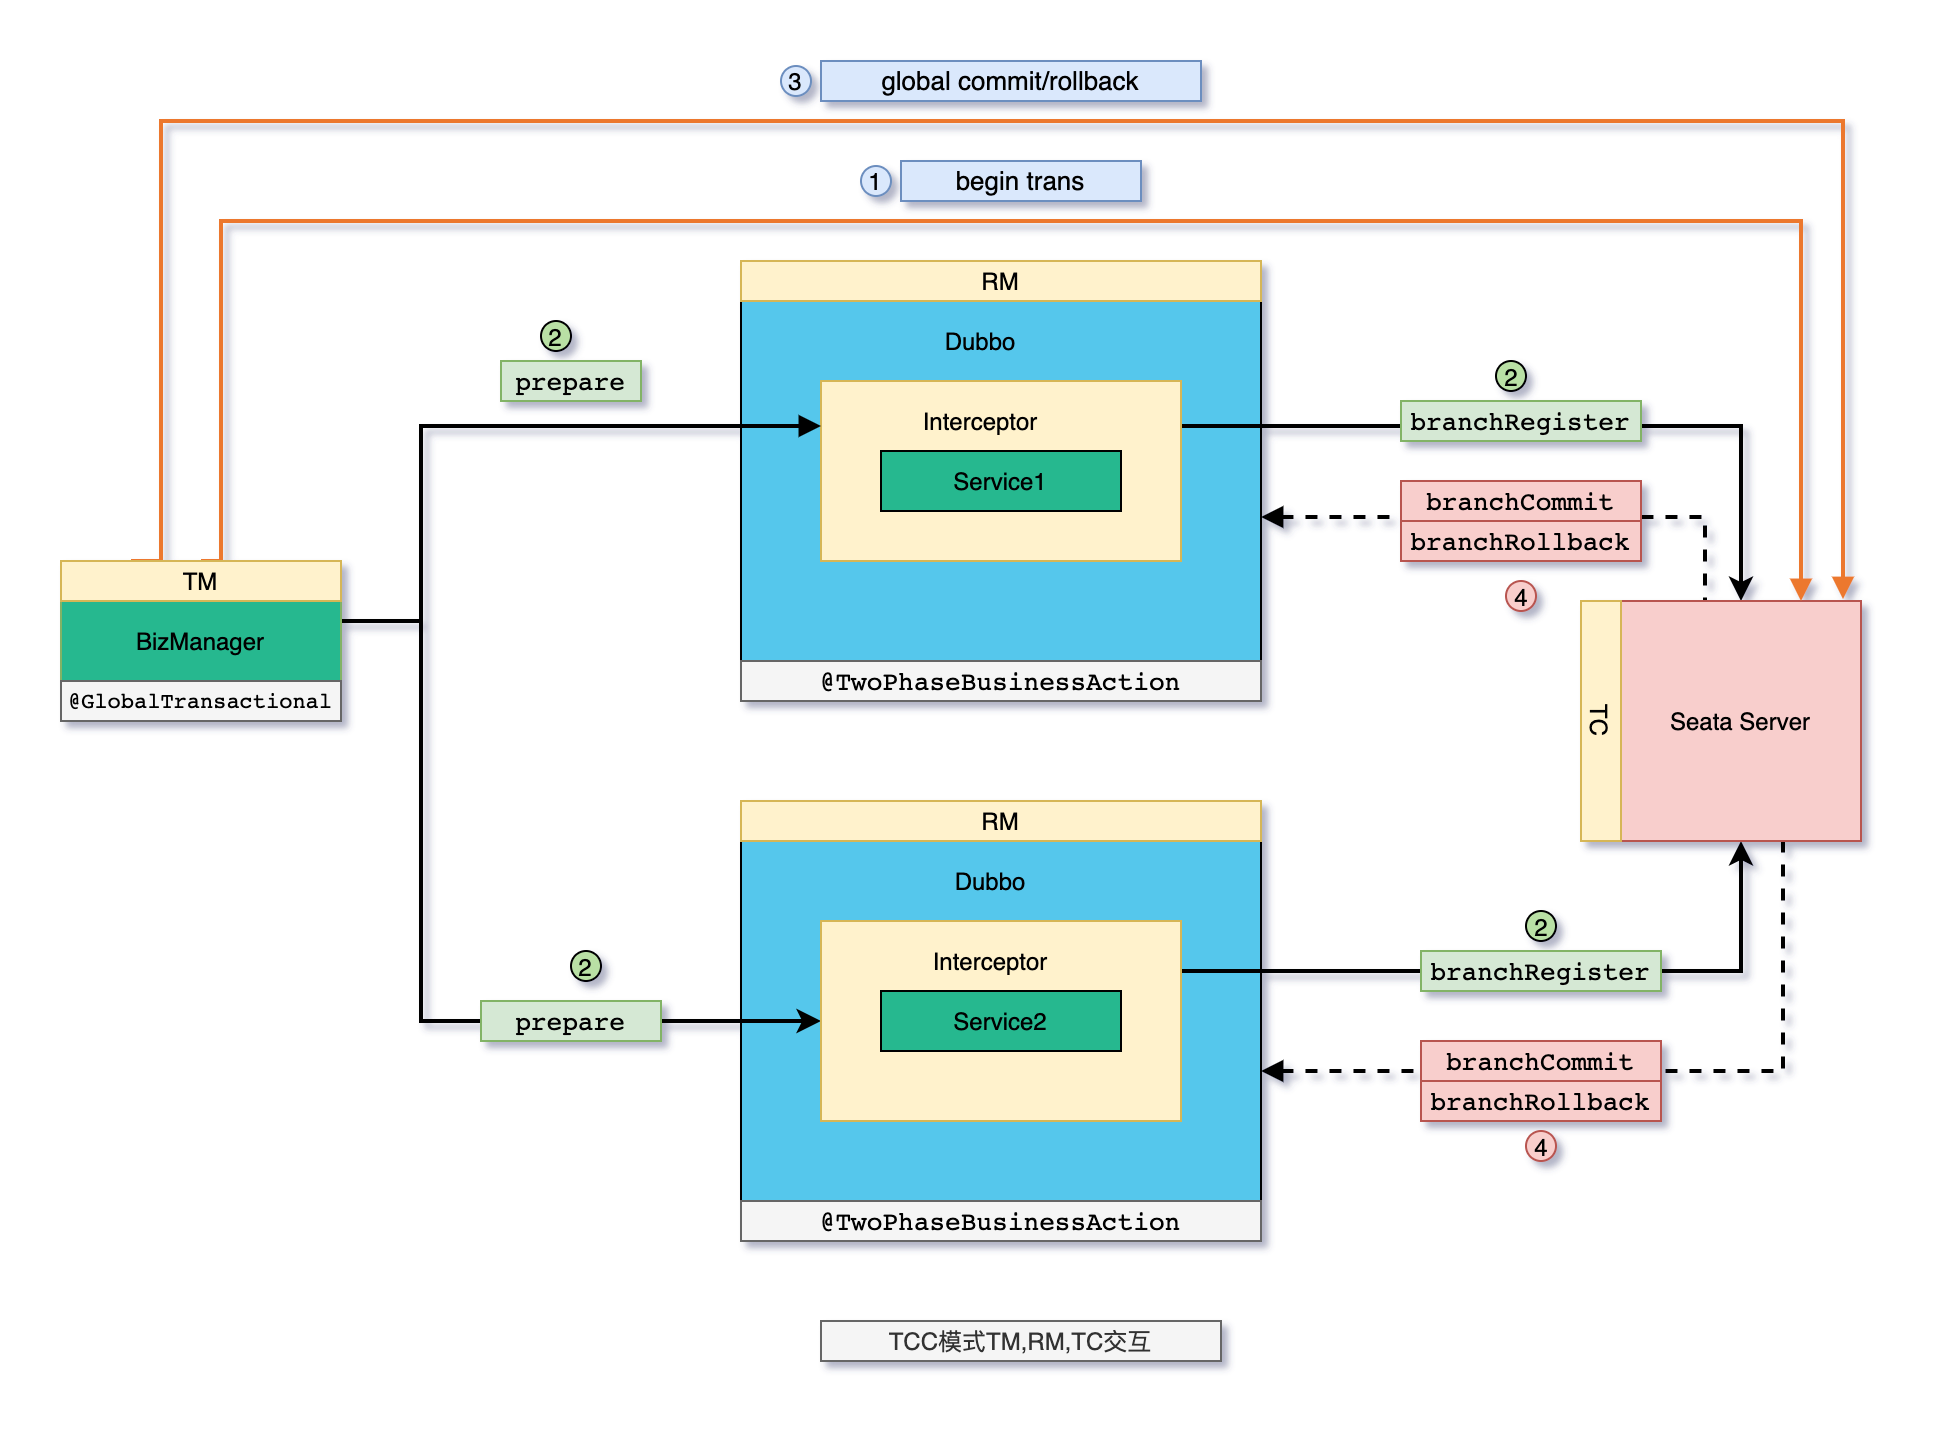 3
global commit/rollback
1
begin trans
RM
Dubbo
2
prepare
Interceptor
Service1
2
branchRegister
branchCommit
branchRollback
4
@TwoPhaseBusinessAction
TM
BizManager
@GlobalTransactional
TC
Seata Server
RM
Dubbo
2
prepare
Interceptor
Service2
2
branchRegister
branchCommit
branchRollback
4
@TwoPhaseBusinessAction
TCC模式TM,RM,TC交互